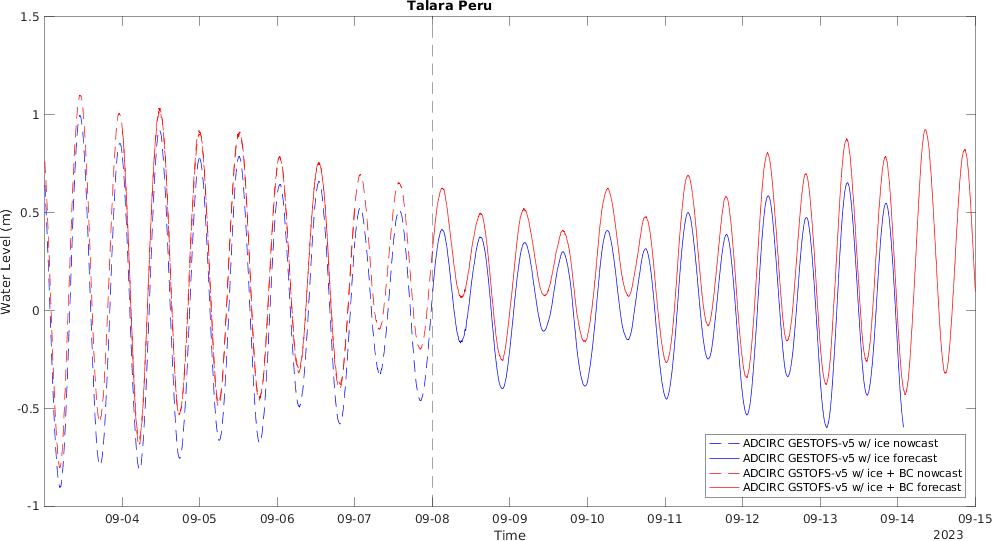 Talara Peru
1.5
1
0.5
0
-0.5
-1
Water Level (m)
09-04
09-05
09-06
09-07
09-08
09-09
09-10
09-11
09-12
09-13
09-14
09-15
Time
2023
ADCIRC GESTOFS-v5 w/ ice nowcast
ADCIRC GESTOFS-v5 w/ ice forecast
ADCIRC GSTOFS-v5 w/ ice + BC nowcast
ADCIRC GSTOFS-v5 w/ ice + BC forecast